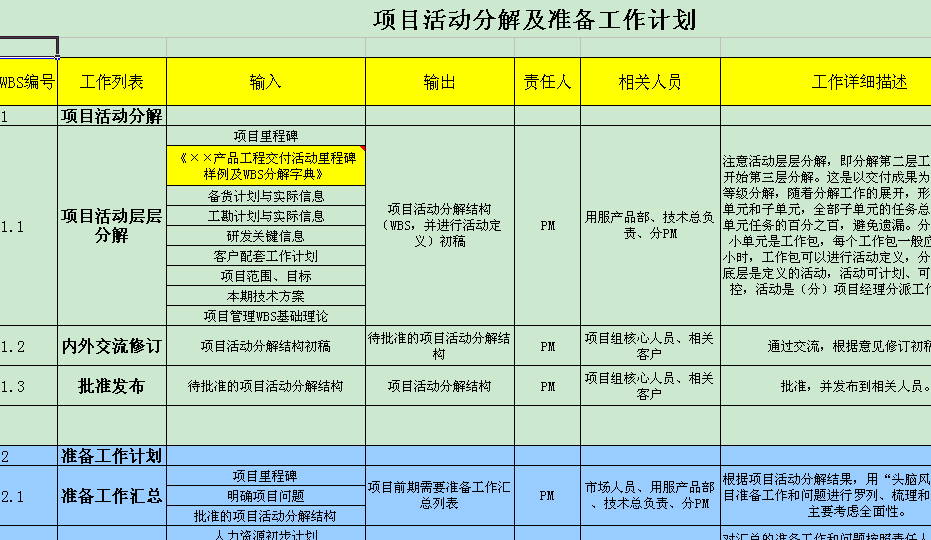 项目活动分解及准备工作计划
WBS编号
工作列表
输入
输出
责任人
相关人员
工作详细描述
1
项目活动分解
1.1
项目活动层层
分解
项目里程碑
《××产品工程交付活动里程碑
样例及WBS分解字典》
备货计划与实际信息
工勘计划与实际信息
研发关键信息
客户配套工作计划
项目范围、目标
本期技术方案
项目管理WBS基础理论
项目活动分解结构
（WBS，并进行活动定
义）初稿
PM
用服产品部、技术总负
责、分PM
注意活动层层分解，即分解第二层工
开始第三层分解。这是以交付成果为
等级分解，随着分解工作的展开，形
单元和子单元，全部子单元的任务总
单元任务的百分之百，避免遗漏。分
小单元是工作包，每个工作包一般应
小时，工作包可以进行活动定义，分
底层是定义的活动，活动可计划、可
控，活动是（分）项目经理分派工作
1.2
内外交流修订
项目活动分解结构初稿
待批准的项目活动分解结
构
PM
项目组核心人员、相关
客户
通过交流，根据意见修订初稿
1.3
批准发布
待批准的项目活动分解结构
项目活动分解结构
PM
项目组核心人员、相关
客户
批准，并发布到相关人员。
2
准备工作计划
2.1
准备工作汇总
项目里程碑
明确项目问题
批准的项目活动分解结构
项目前期需要准备工作汇
总列表
PM
市场人员、用服产品部
、技术总负责、分PM
根据项目活动分解结果，用“头脑风
目准备工作和问题进行罗列、梳理和
主要考虑全面性。
人力资源初步计划
对汇总的准备工作和问题按照责任人